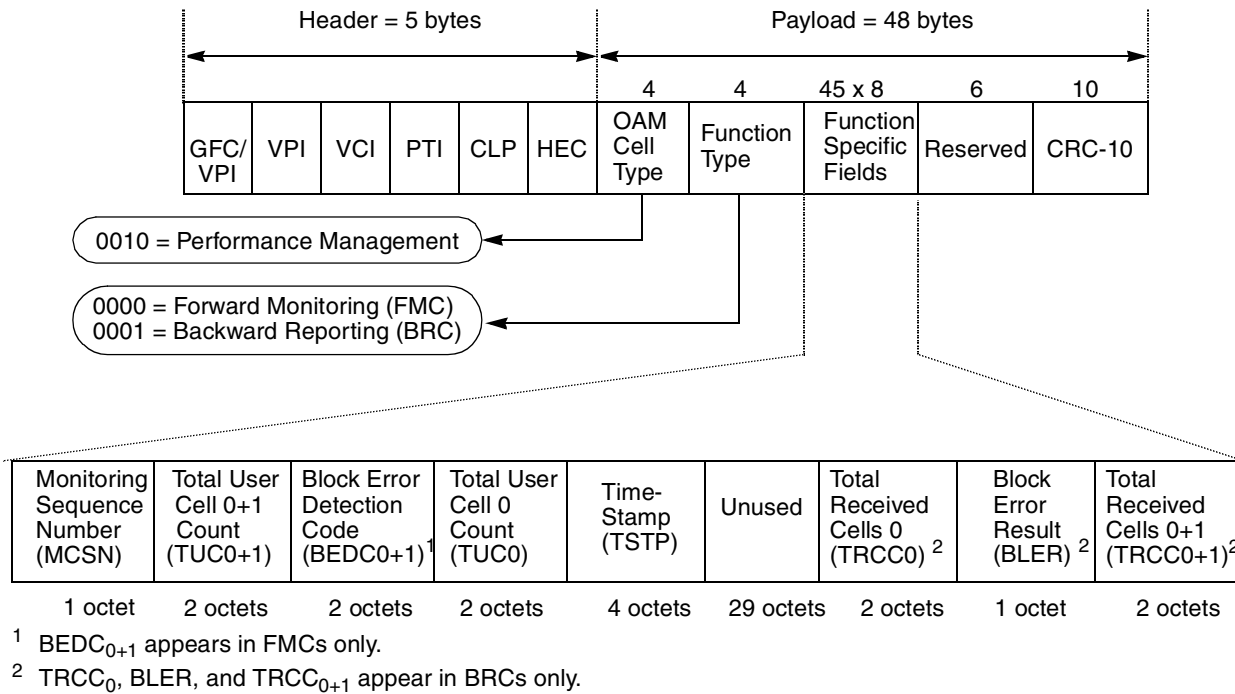 Header = 5 bytes
Payload = 48 bytes
4
4
45 x 8
6
10
GFC/
VPI
VPI
VCI
PTI
CLP
HEC
OAM
Cell
Type
Function
Type
Function
Specific
Fields
Reserved
CRC-10
0010 = Performance Management
0000 = Forward Monitoring (FMC)
0001 = Backward Reporting (BRC)
Monitoring
Sequence
Number
(MCSN)
Total User
Cell 0+1
Count
(TUC0+1)
Block Error
Detection
Code
(BEDC0+1) 1
Total User
Cell 0
Count
(TUC0)
Time-
Stamp
(TSTP)
Unused
Total
Received
Cells 0
(TRCC0) 2
Block
Error
Result
(BLER) 2
Total
Received
Cells 0+1
(TRCC0+1) 2
1 octet
2 octets
2 octets
2 octets
4 octets
29 octets
2 octets
1 octet
2 octets
1 BEDC0+1 appears in FMCs only.
2 TRCC0, BLER, and TRCC0+1 appear in BRCs only.